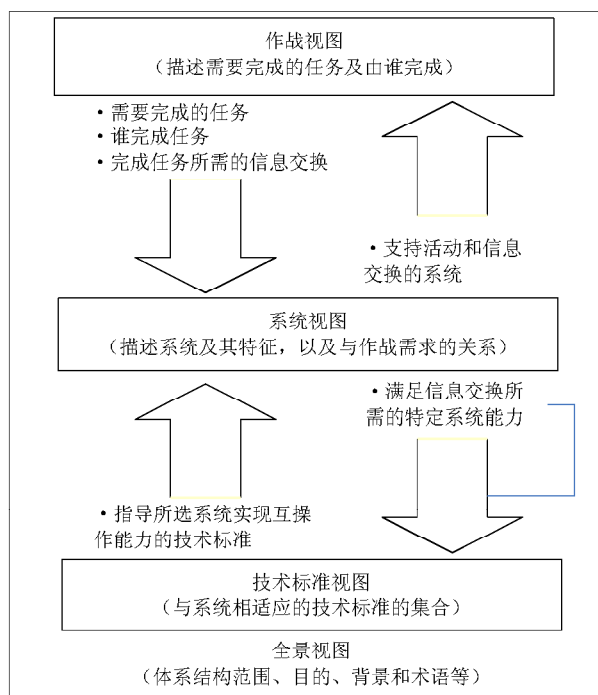 作战视图
（描述需要完成的任务及由谁完成）
·需要完成的任务
·谁完成任务
·完成任务所需的信息交换
·支持活动和信息
交换的系统
系统视图
（描述系统及其特征，以及与作战需求的关系）
·满足信息交换所
需的特定系统能力
·指导所选系统实现互操
作能力的技术标准
技术标准视图
（与系统相适应的技术标准的集合）
全景视图
（体系结构范围、目的、背景和术语等）